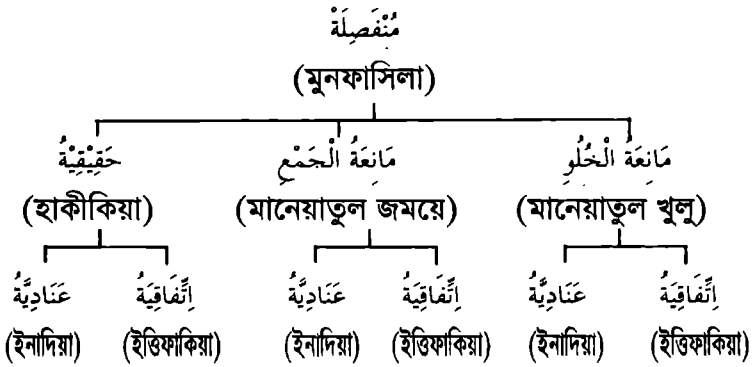 مُنْفَصِلَةْ
(মুনফাসিলা)
حَقِيْقِيْةُ مَانِعَةُ الْجَمْعِ مَانِعَةُ الْخُلُوِ
(হাকীকিয়া) (মানেয়াতুল জময়ে) (মানেয়াতুল খুলু)
عَنَادِيَّةُ اِتِّفَاقِيَةُ عَنَادِيَّةُ اِتِّفَاقِيَةُ عَنَادِيَّةُ اِتِّفَاقِيَةُ
(ইনাদিয়া) (ইত্তিফাকিয়া) (ইনাদিয়া) (ইত্তিফাকিয়া) (ইনাদিয়া) (ইত্তিফাকিয়া)